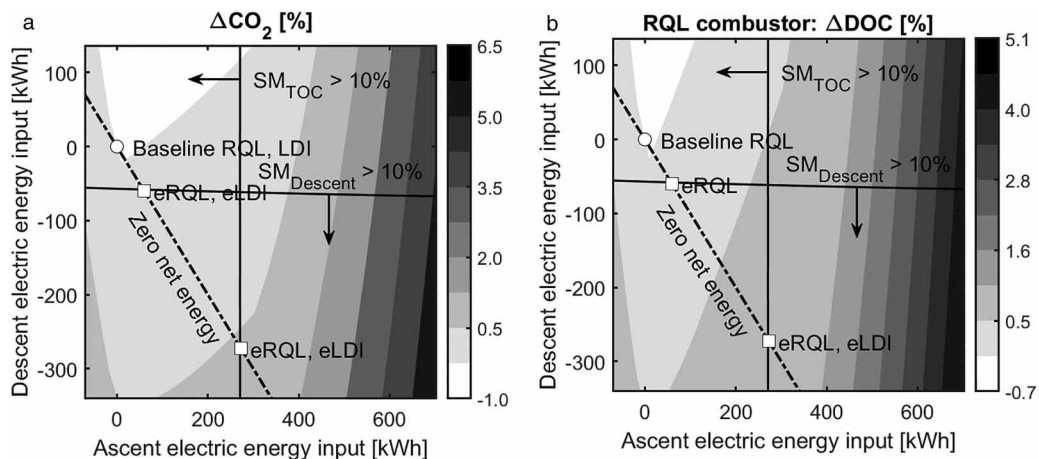 a
ΔCO2 [%]
Descent electric energy input [kWh]
100
0
-100
-200
-300
0
200
400
600
Ascent electric energy input [kWh]
SMTOC > 10%
Baseline RQL, LDI
SMDescent > 10%
eRQL, eLDI
Zero net energy
eRQL, eLDI
6.5
5.0
3.5
2.0
0.5
-1.0
b
RQL combustor: ΔDOC [%]
Descent electric energy input [kWh]
100
0
-100
-200
-300
0
200
400
600
Ascent electric energy input [kWh]
SMTOC > 10%
Baseline RQL
SMDescent > 10%
eRQL
Zero net energy
eRQL, eLDI
5.1
4.0
2.8
1.6
0.5
-0.7